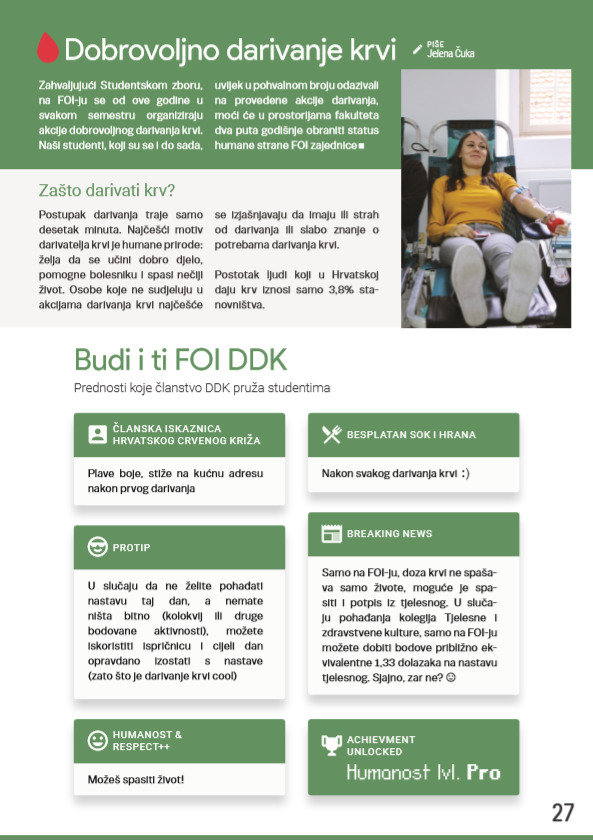 Dobrovoljno darivanje krvi
PIŠE
Jelena Čuka
Zahvaljujući Studentskom zboru,
na FOI-ju se od ove godine u
svakom semestru organiziraju
akcije dobrovoljnog darivanja krvi.
Naši studenti, koji su se i do sada,
uvijek u pohvalnom broju odazivali
na provedene akcije darivanja,
moći će u prostorijama fakulteta
dva puta godišnje obraniti status
humane strane FOI zajednice■
Zašto darivati krv?
Postupak darivanja traje samo
desetak minuta. Najčešći motiv
darivatelja krvi je humane prirode:
želja da se učini dobro djelo,
pomogne bolesniku i spasi nečiji
život. Osobe koje ne sudjeluju u
akcijama darivanja krvi najčešće
se izjašnjavaju da imaju ili strah
od darivanja ili slabo znanje o
potrebama darivanja krvi.
Postotak ljudi koji u Hrvatskoj
daju krv iznosi samo 3,8% sta-
novništva.
Budi i ti FOI DDK
Prednosti koje članstvo DDK pruža studentima
ČLANSKA ISKAZNICA
HRVATSKOG CRVENOG KRIŽA
Plave boje, stiže na kućnu adresu
nakon prvog darivanja
BESPLATAN SOK I HRANA
Nakon svakog darivanja krvi :)
PROTIP
U slučaju da ne želite pohađati
nastavu taj dan, a nemate
ništa bitno (kolokvij ili druge
bodovane aktivnosti), možete
iskoristiti ispričnicu i cijeli dan
opravdano izostati s nastave
(zato što je darivanje krvi cool)
BREAKING NEWS
Samo na FOI-ju, doza krvi ne spaša-
va samo živote, moguće je spa-
siti i potpis iz tjelesnog. U sluča-
ju pohađanja kolegija Tjelesne i
zdravstvene kulture, samo na FOI-ju
možete dobiti bodove približno ek-
vivalentne 1,33 dolazaka na nastavu
tjelesnog. Sjajno, zar ne? ☺
HUMANOST &
RESPECT++
Možeš spasiti život!
ACHIEVMENT
UNLOCKED
Humanost lvl. Pro
27